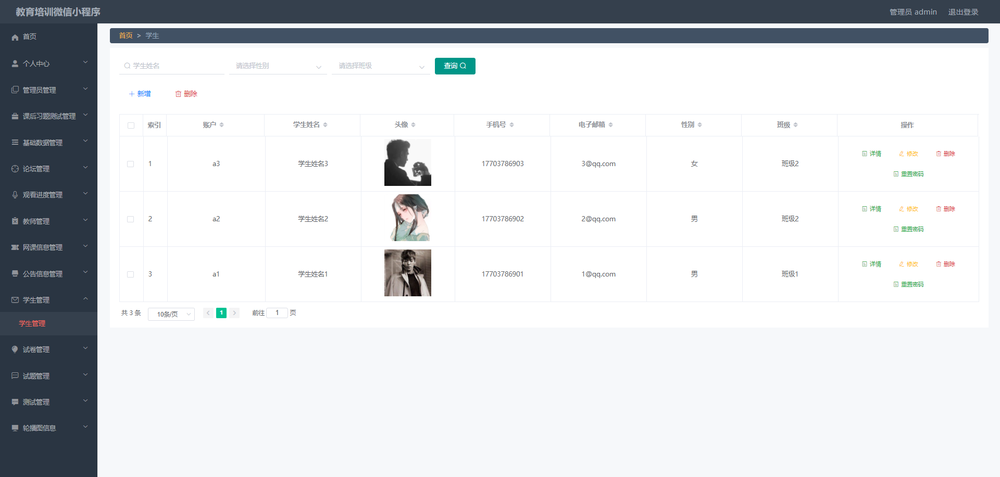 教育培训微信小程序
管理员 admin 退出登录
首页
个人中心
管理员管理
课后习题测试管理
基础数据管理
论坛管理
观看进度管理
教师管理
网课信息管理
公告信息管理
学生管理
学生管理
试卷管理
试题管理
测试管理
轮播图信息
首页 > 学生
学生姓名 请选择性别 请选择班级 查询
新增 删除
索引 账户 学生姓名 头像 手机号 电子邮箱 性别 班级 操作
1 a3 学生姓名3 17703786903 3@qq.com 女 班级2 详情 修改 删除
重置密码
2 a2 学生姓名2 17703786902 2@qq.com 男 班级2 详情 修改 删除
重置密码
3 a1 学生姓名1 17703786901 1@qq.com 男 班级1 详情 修改 删除
重置密码
共 3 条 10条/页 1 前往 1 页